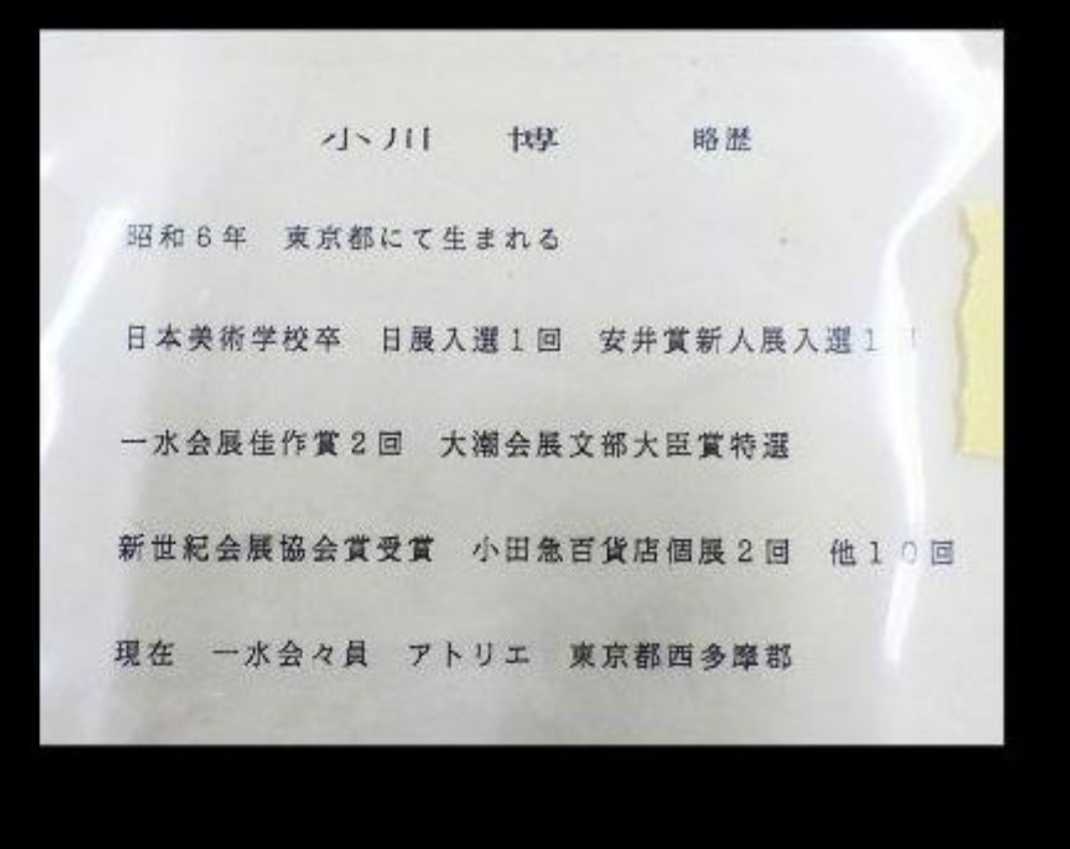 小川　博　略歴
昭和６年　東京都にて生まれる
日本美術学校卒　日展入選１回　安井賞新人展入選１
一水会展佳作賞２回　大潮会展文部大臣賞特選
新世紀会展協会賞受賞　小田急百貨店個展２回　他１０回
現在　一水会々員　アトリエ　東京都西多摩郡